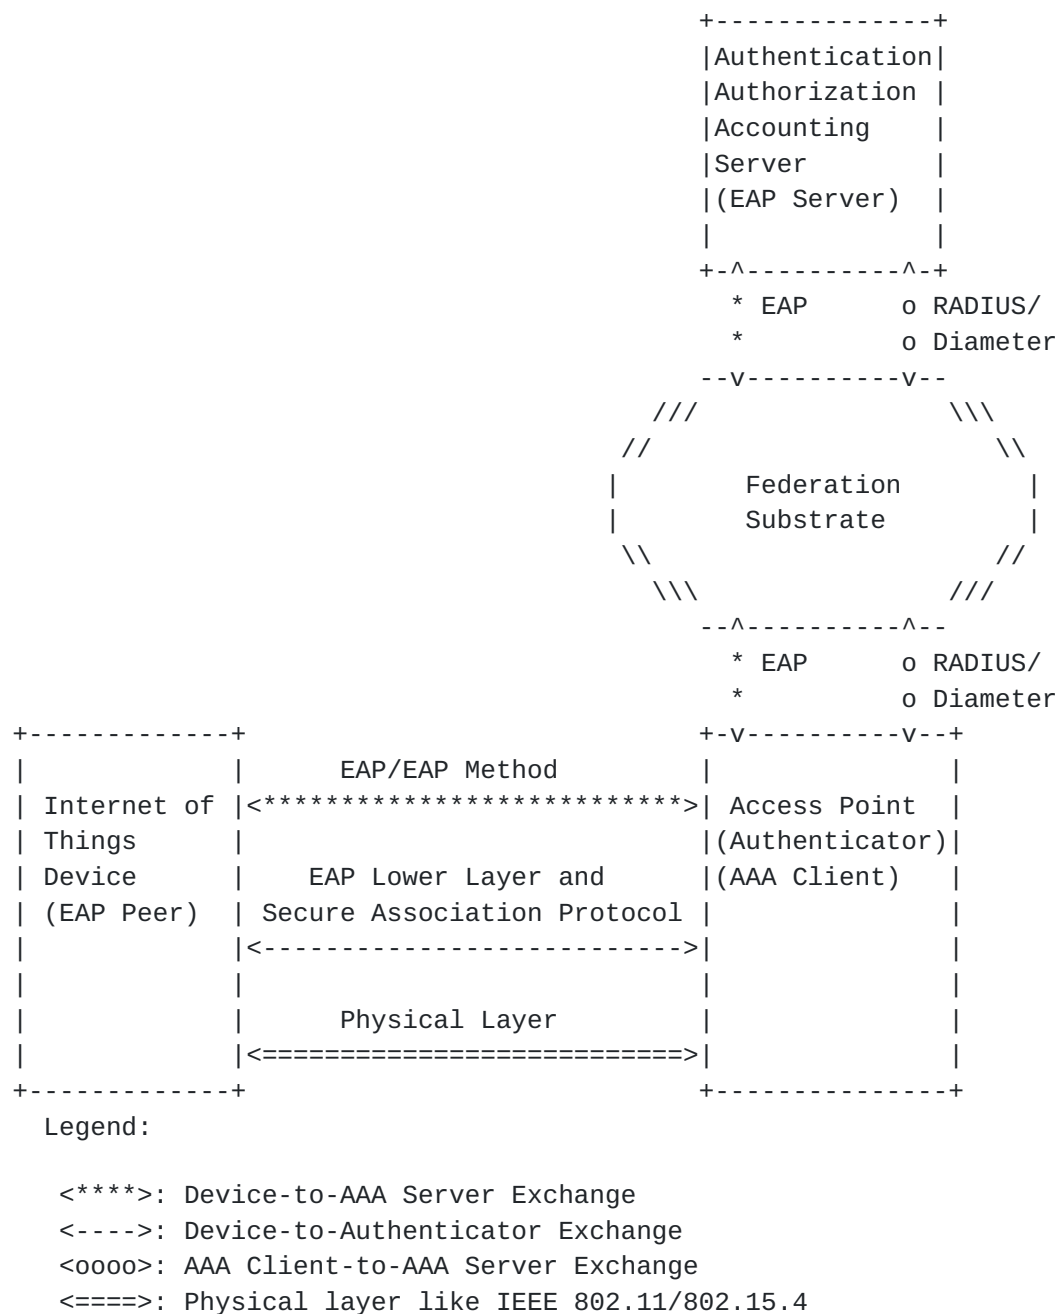 +--------------+
                                            |Authentication|
                                            |Authorization |
                                            |Accounting    |
                                            |Server        |
                                            |(EAP Server)  |
                                            |              |
                                            +-^----------^-+
                                              * EAP      o RADIUS/
                                              *          o Diameter
                                            --v----------v--
                                         ///                \\\
                                       //                      \\
                                      |        Federation        |
                                      |        Substrate         |
                                       \\                      //
                                         \\\                ///
                                            --^----------^--
                                              * EAP      o RADIUS/
                                              *          o Diameter
+-------------+                             +-v----------v--+
|             |      EAP/EAP Method         |               |
| Internet of |<***************************>| Access Point  |
| Things      |                             |(Authenticator)|
| Device      |    EAP Lower Layer and      |(AAA Client)   |
| (EAP Peer)  | Secure Association Protocol |               |
|             |<--------------------------->|               |
|             |                             |               |
|             |      Physical Layer         |               |
|             |<===========================>|               |
+-------------+                             +---------------+
  Legend:

   <****>: Device-to-AAA Server Exchange
   <---->: Device-to-Authenticator Exchange
   <oooo>: AAA Client-to-AAA Server Exchange
   <====>: Physical layer like IEEE 802.11/802.15.4